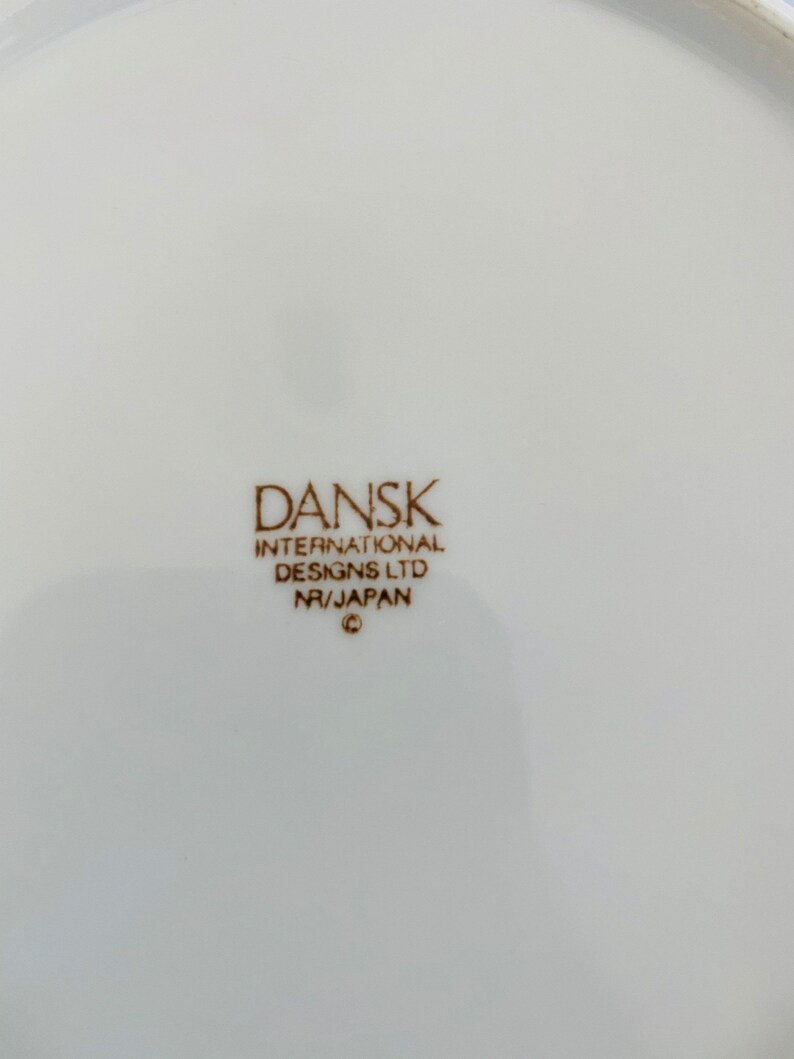 DANSK
INTERNATIONAL
DESIGNS LTD
NR/JAPAN
©